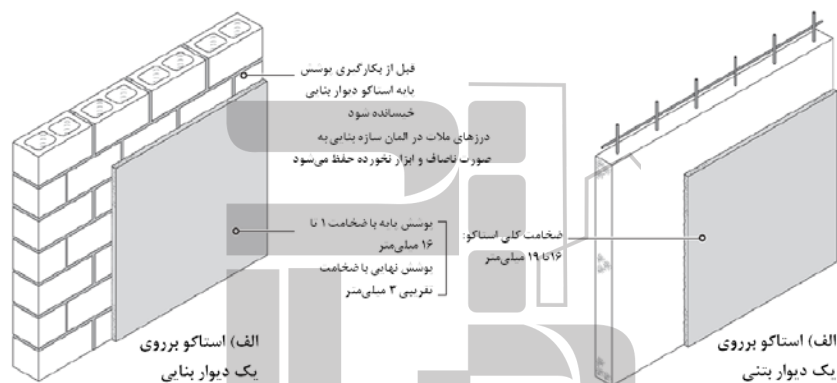 قبل از بکارگیری پوشش
پایه استاکو دیوار بنایی
خیسانده شود
درزهای ملات در المان سازه بنایی به
صورت ناصاف و ابزار نخورده حفظ می‌شود
پوشش پایه با ضخامت ۱ تا
۱۶ میلی‌متر
پوشش نهایی با ضخامت
تقریبی ۳ میلی‌متر
الف) استاکو برروی
یک دیوار بنایی
ضخامت کلی استاکو:
۱۶ تا ۱۹ میلی‌متر
الف) استاکو برروی
یک دیوار بتنی